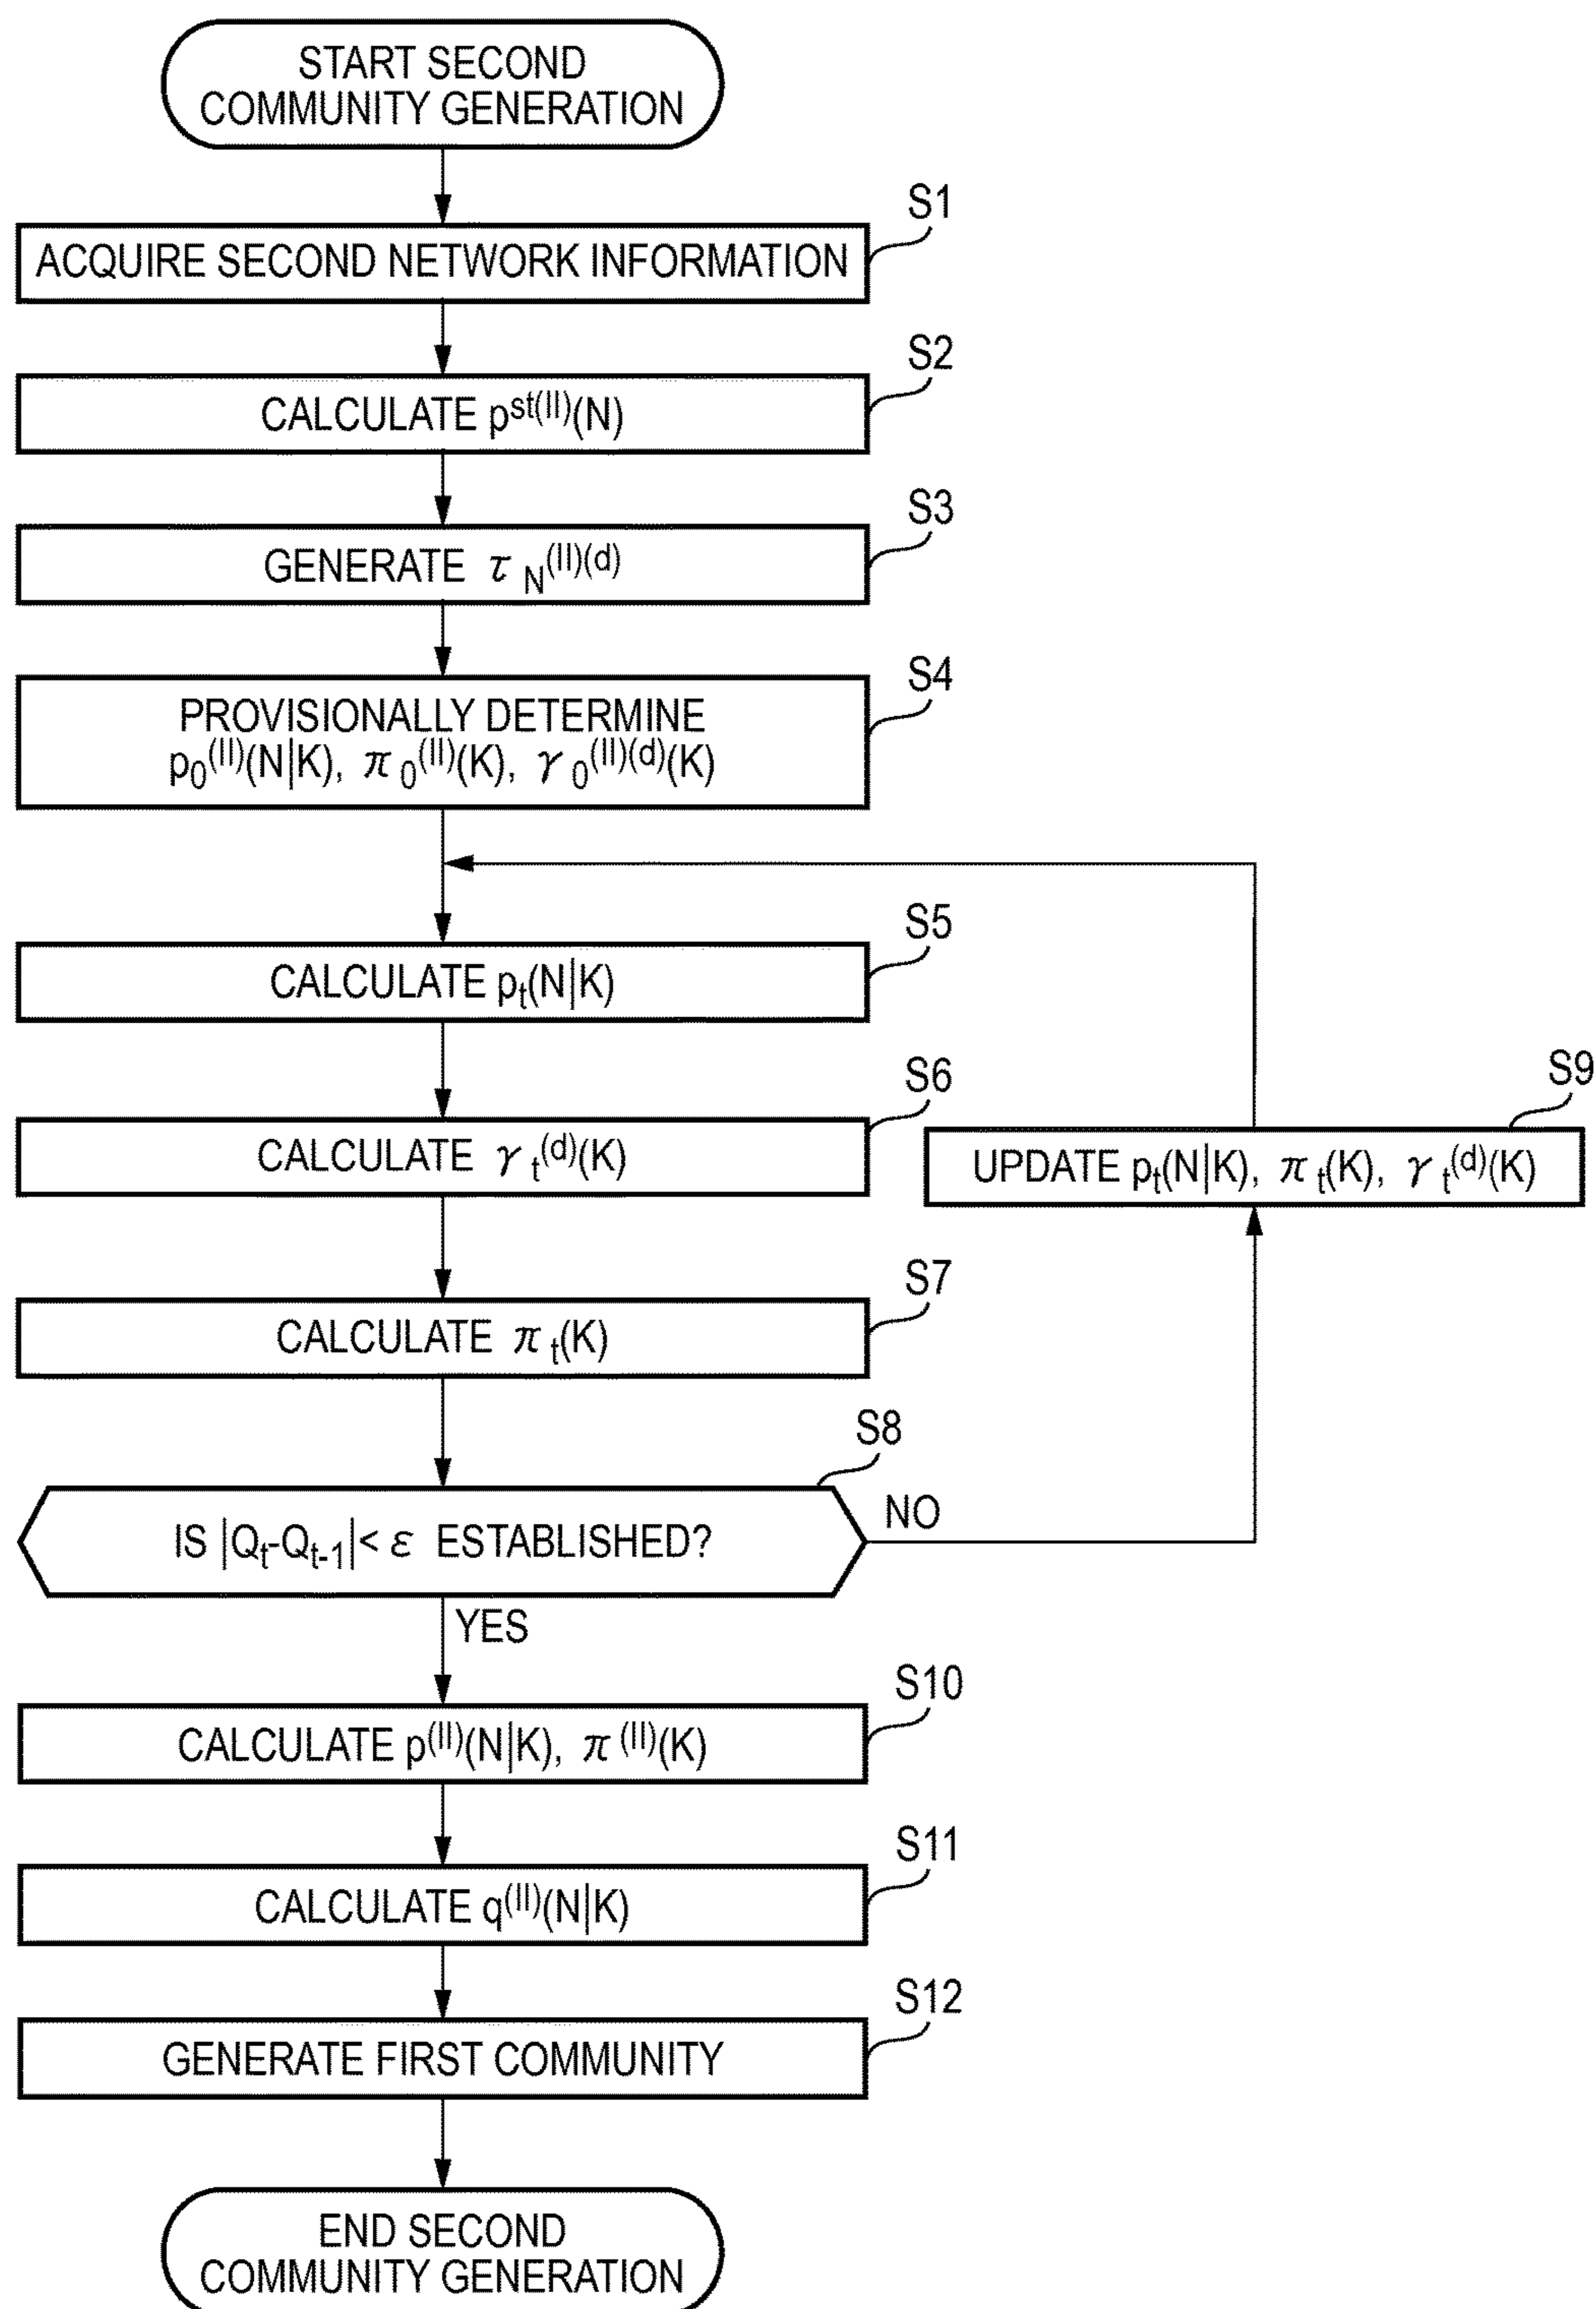 START SECOND
COMMUNITY GENERATION
S1
ACQUIRE SECOND NETWORK INFORMATION
S2
CALCULATE p^st(II)(N)
S3
GENERATE τ_N^(II)(d)
S4
PROVISIONALLY DETERMINE
p_0^(II)(N|K), π_0^(II)(K), γ_0^(II)(d)(K)
S5
CALCULATE p_t(N|K)
S6
CALCULATE γ_t^(d)(K)
S9
UPDATE p_t(N|K), π_t(K), γ_t^(d)(K)
S7
CALCULATE π_t(K)
S8
IS |Q_t-Q_t-1|< ε ESTABLISHED?
NO
YES
S10
CALCULATE p^(II)(N|K), π^(II)(K)
S11
CALCULATE q^(II)(N|K)
S12
GENERATE FIRST COMMUNITY
END SECOND
COMMUNITY GENERATION